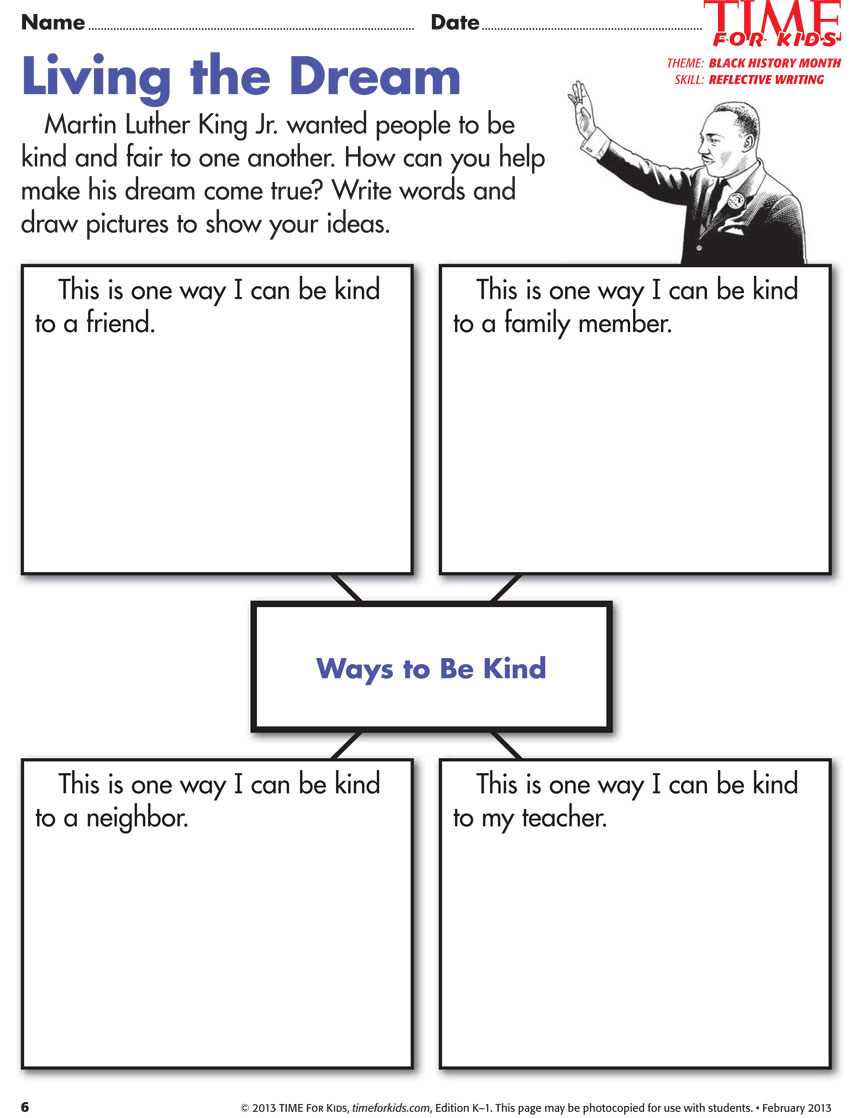 Name Date
TIME
FOR KIDS
THEME: BLACK HISTORY MONTH
SKILL: REFLECTIVE WRITING
Living the Dream
Martin Luther King Jr. wanted people to be
kind and fair to one another. How can you help
make his dream come true? Write words and
draw pictures to show your ideas.
This is one way I can be kind
to a friend.
This is one way I can be kind
to a family member.
Ways to Be Kind
This is one way I can be kind
to a neighbor.
This is one way I can be kind
to my teacher.
6 © 2013 TIME FOR KIDS, timeforkids.com, Edition K–1. This page may be photocopied for use with students. • February 2013